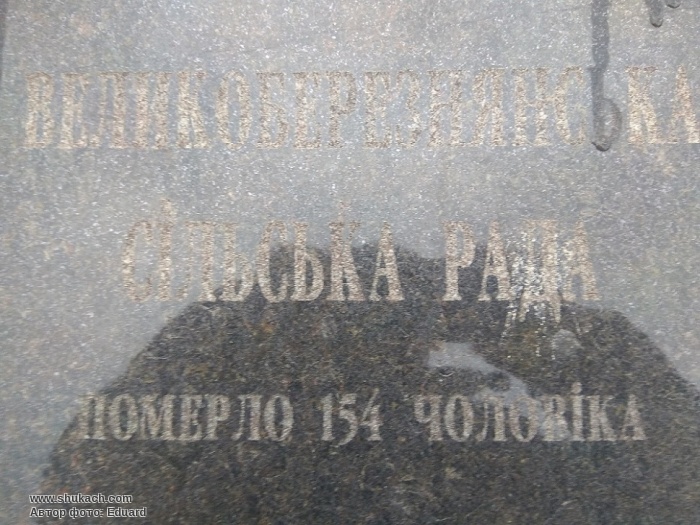 ВЕЛИКОБЕРЕЗНЯНСЬКА
СІЛЬСЬКА РАДА
ПОМЕРЛО 154 ЧОЛОВІКА
www.shukach.com
Автор фото: Eduard